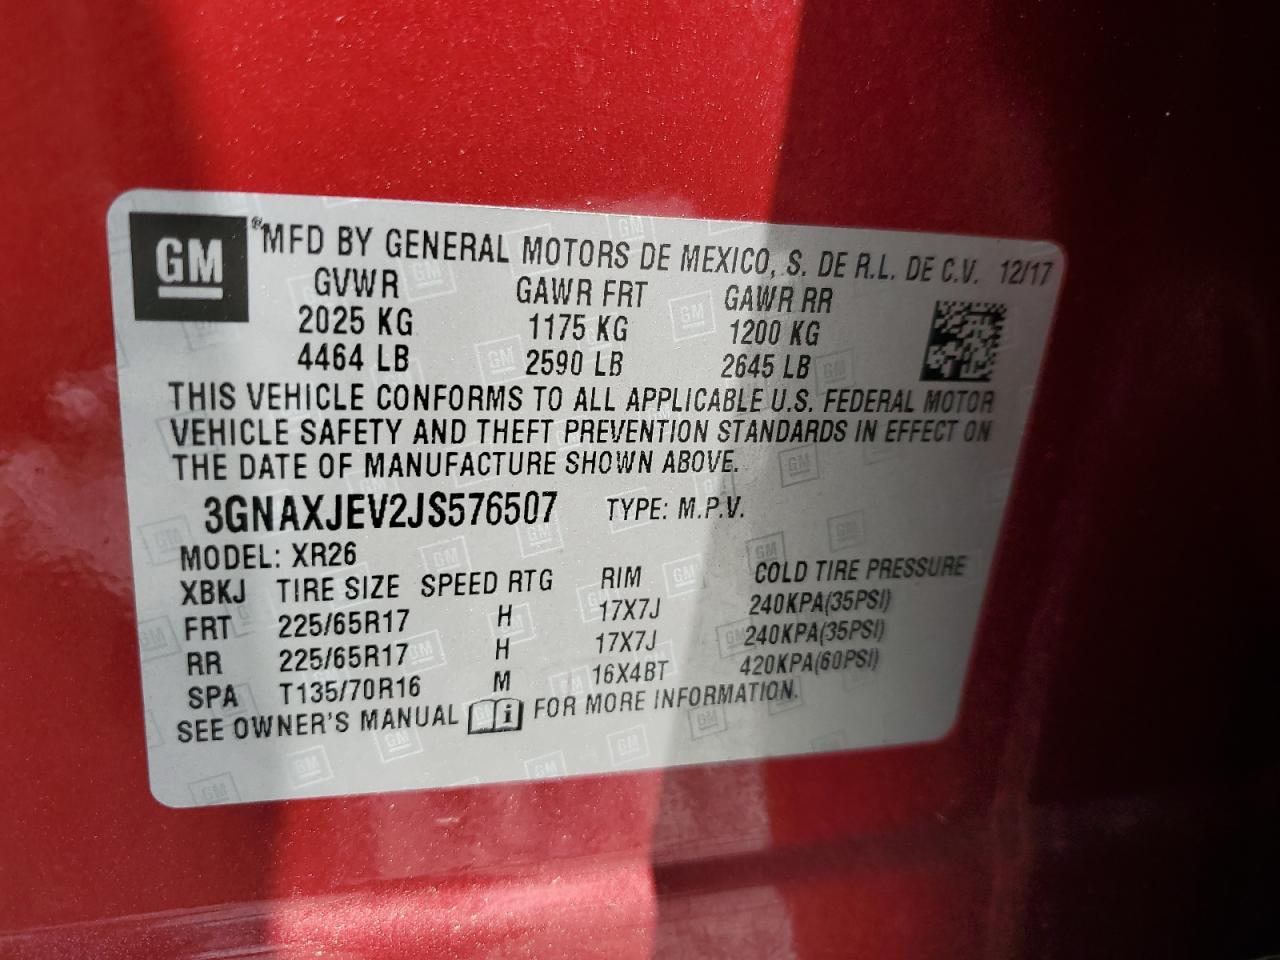 GM ® MFD BY GENERAL MOTORS DE MEXICO, S. DE R.L. DE C.V. 12/17
GVWR GAWR FRT GAWR RR
2025 KG 1175 KG 1200 KG
4464 LB 2590 LB 2645 LB
THIS VEHICLE CONFORMS TO ALL APPLICABLE U.S. FEDERAL MOTOR
VEHICLE SAFETY AND THEFT PREVENTION STANDARDS IN EFFECT ON
THE DATE OF MANUFACTURE SHOWN ABOVE.
3GNAXJEV2JS576507 TYPE: M.P.V.
MODEL: XR26
XBKJ TIRE SIZE SPEED RTG RIM COLD TIRE PRESSURE
FRT 225/65R17 H 17X7J 240KPA(35PSI)
RR 225/65R17 H 17X7J 240KPA(35PSI)
SPA T135/70R16 M 16X4BT 420KPA(60PSI)
SEE OWNER'S MANUAL i FOR MORE INFORMATION.